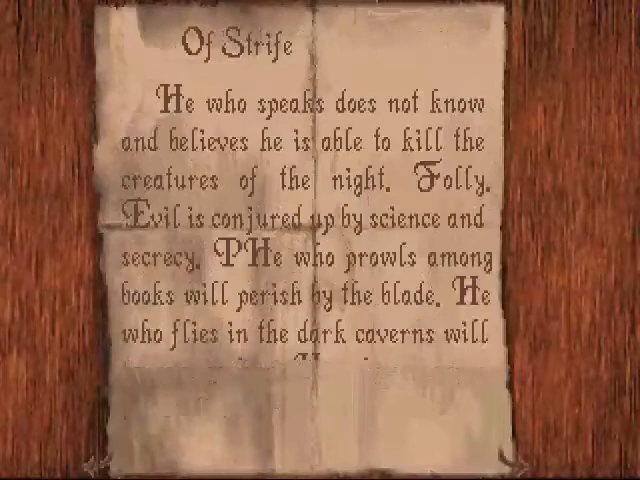 Of Strife
He who speaks does not know
and believes he is able to kill the
creatures of the night. Folly.
Evil is conjured up by science and
secrecy. PHe who prowls among
books will perish by the blade. He
who flies in the dark caverns will